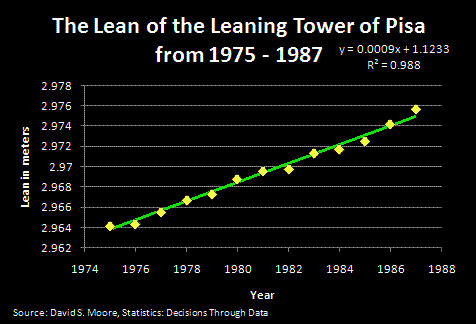 The Lean of the Leaning Tower of Pisa
from 1975 - 1987
y = 0.0009x + 1.1233
R² = 0.988
2.978
2.976
2.974
2.972
2.97
2.968
2.966
2.964
2.962
Lean in meters
1974 1976 1978 1980 1982 1984 1986 1988
Year
Source: David S. Moore, Statistics: Decisions Through Data